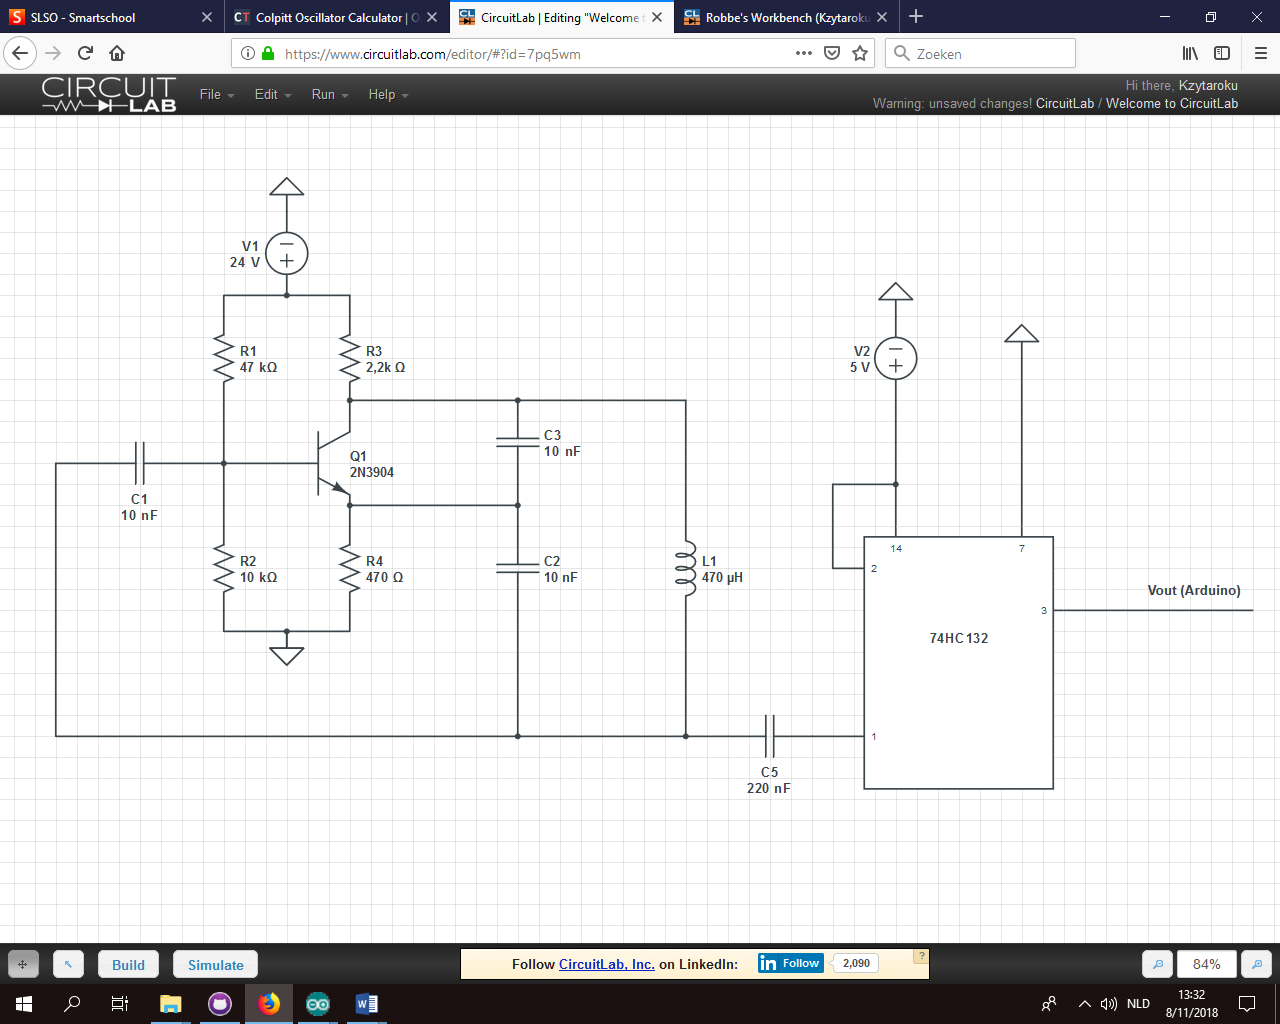 SLSO - Smartschool
Colpitt Oscillator Calculator | O
CircuitLab | Editing "Welcome t
Robbe's Workbench (Kzytaroku
https://www.circuitlab.com/editor/#?id=7pq5wm
Zoeken
CIRCUIT
LAB
File
Edit
Run
Help
Hi there, Kzytaroku
Warning: unsaved changes! CircuitLab / Welcome to CircuitLab
V1
24 V
R1
47 kΩ
R3
2,2k Ω
V2
5 V
C3
10 nF
Q1
2N3904
C1
10 nF
R2
10 kΩ
R4
470 Ω
C2
10 nF
L1
470 µH
14
7
2
3
Vout (Arduino)
74HC132
1
C5
220 nF
Build
Simulate
Follow CircuitLab, Inc. on LinkedIn:
in Follow
2,090
?
84%
NLD
13:32
8/11/2018